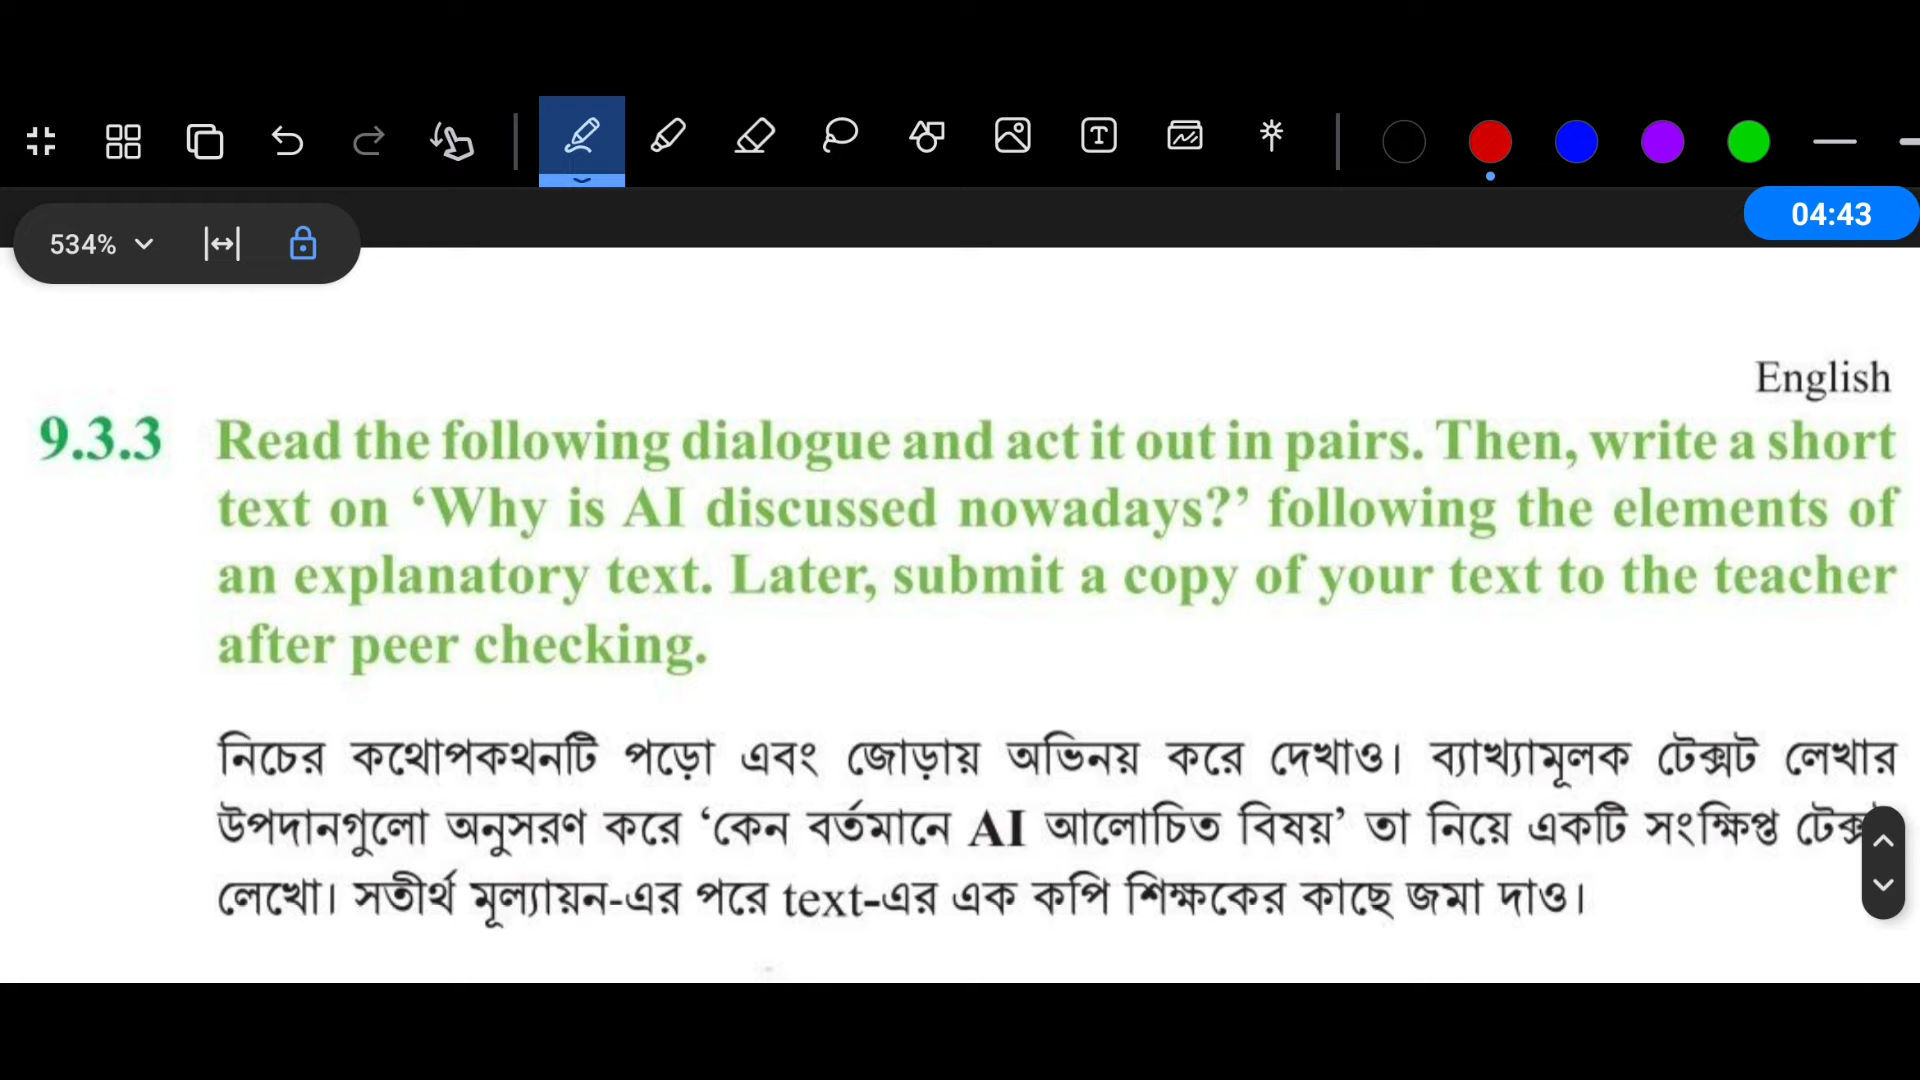 534%
04:43
English
9.3.3 Read the following dialogue and act it out in pairs. Then, write a short
text on ‘Why is AI discussed nowadays?’ following the elements of
an explanatory text. Later, submit a copy of your text to the teacher
after peer checking.
নিচের কথোপকথনটি পড়ো এবং জোড়ায় অভিনয় করে দেখাও। ব্যাখ্যামূলক টেক্সট লেখার
উপদানগুলো অনুসরণ করে ‘কেন বর্তমানে AI আলোচিত বিষয়’ তা নিয়ে একটি সংক্ষিপ্ত
লেখো। সতীর্থ মূল্যায়ন-এর পরে text-এর এক কপি শিক্ষকের কাছে জমা দাও।